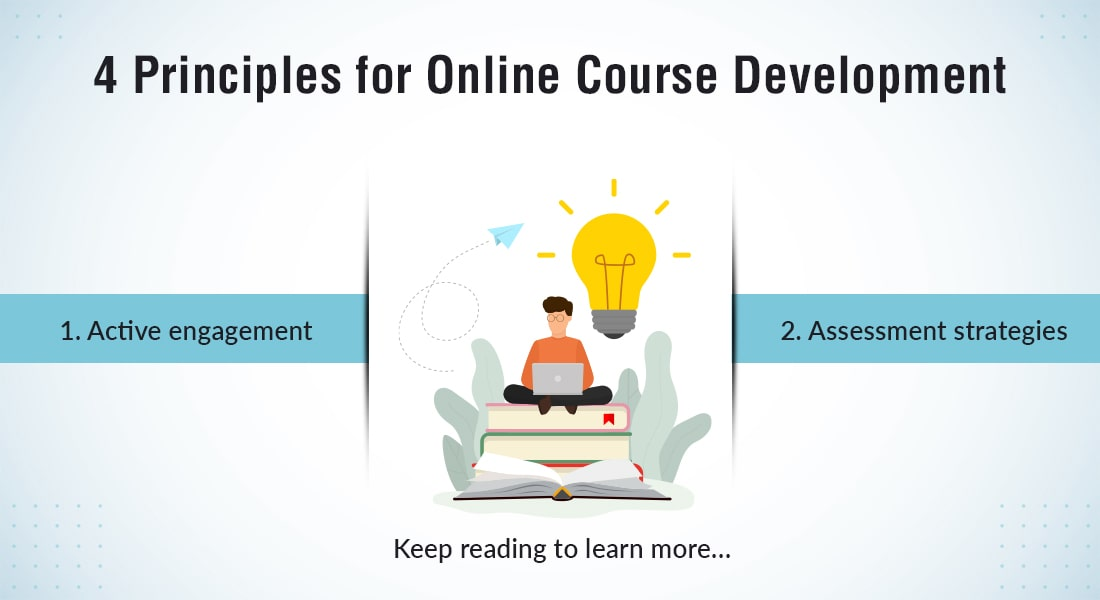 4 Principles for Online Course Development
1. Active engagement
2. Assessment strategies
Keep reading to learn more...